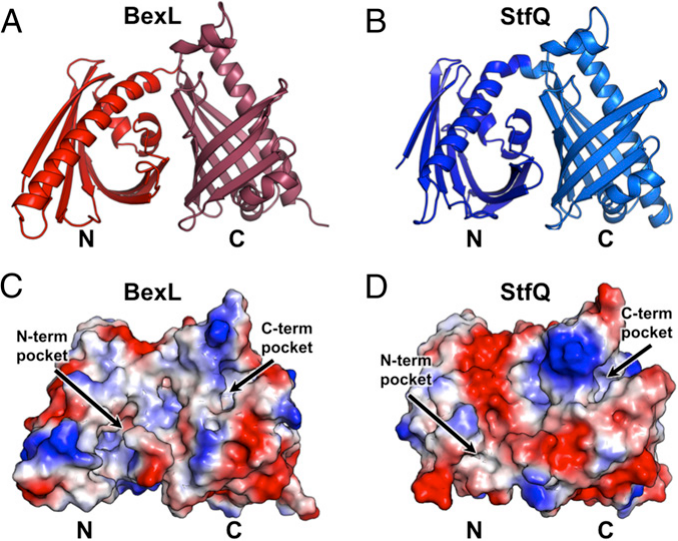 A
BexL
N
C
B
StfQ
N
C
C
BexL
N-term
pocket
C-term
pocket
N
C
D
StfQ
N-term
pocket
C-term
pocket
N
C